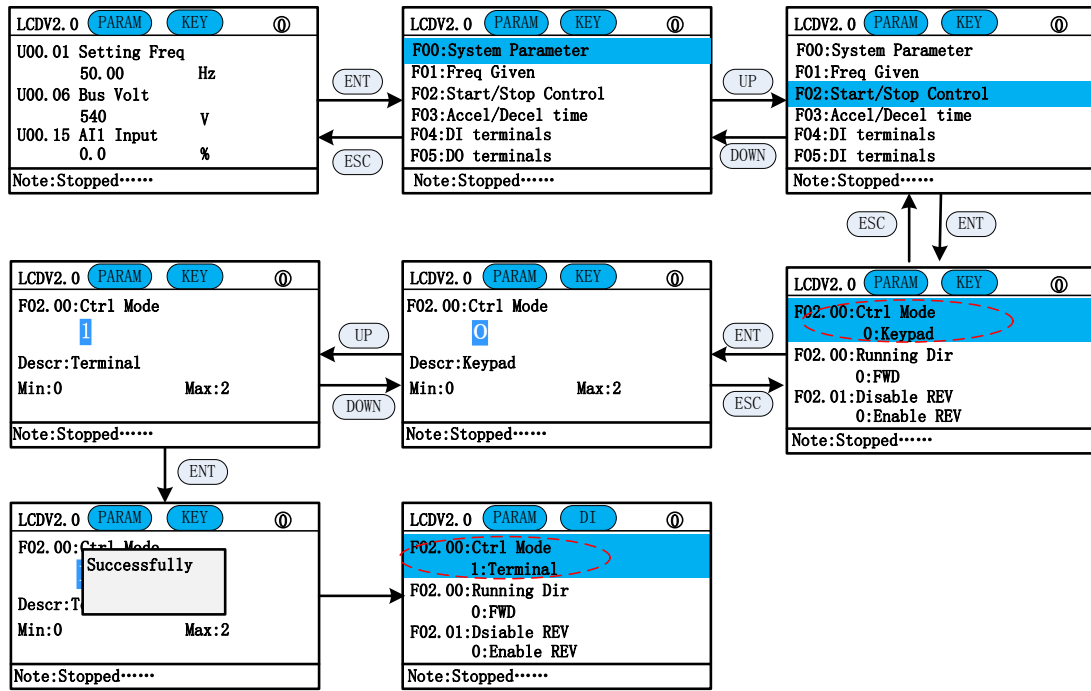 LCDV2.0 PARAM KEY
U00.01 Setting Freq
50.00 Hz
U00.06 Bus Volt
540 V
U00.15 AI1 Input
0.0 %
Note:Stopped……
ENT
ESC
LCDV2.0 PARAM KEY
F00:System Parameter
F01:Freq Given
F02:Start/Stop Control
F03:Accel/Decel time
F04:DI terminals
F05:DO terminals
Note:Stopped……
UP
DOWN
LCDV2.0 PARAM KEY
F00:System Parameter
F01:Freq Given
F02:Start/Stop Control
F03:Accel/Decel time
F04:DI terminals
F05:DI terminals
Note:Stopped……
ESC
ENT
LCDV2.0 PARAM KEY
F02.00:Ctrl Mode
0:Keypad
F02.00:Running Dir
0:FWD
F02.01:Disable REV
0:Enable REV
Note:Stopped……
ENT
ESC
LCDV2.0 PARAM KEY
F02.00:Ctrl Mode
0
Descr:Keypad
Min:0 Max:2
Note:Stopped……
UP
DOWN
LCDV2.0 PARAM KEY
F02.00:Ctrl Mode
1
Descr:Terminal
Min:0 Max:2
Note:Stopped……
ENT
LCDV2.0 PARAM KEY
F02.00:Ctrl Mode
Successfully
Descr:T
Min:0 Max:2
Note:Stopped……
LCDV2.0 PARAM DI
F02.00:Ctrl Mode
1:Terminal
F02.00:Running Dir
0:FWD
F02.01:Dsiable REV
0:Enable REV
Note:Stopped……